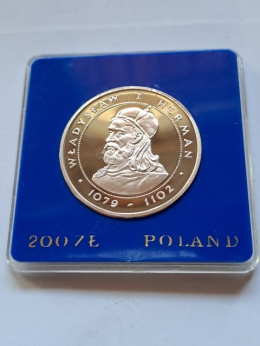 WŁADYSŁAW I HERMAN
· 1079 - 1102 ·
200 ZŁ POLAND